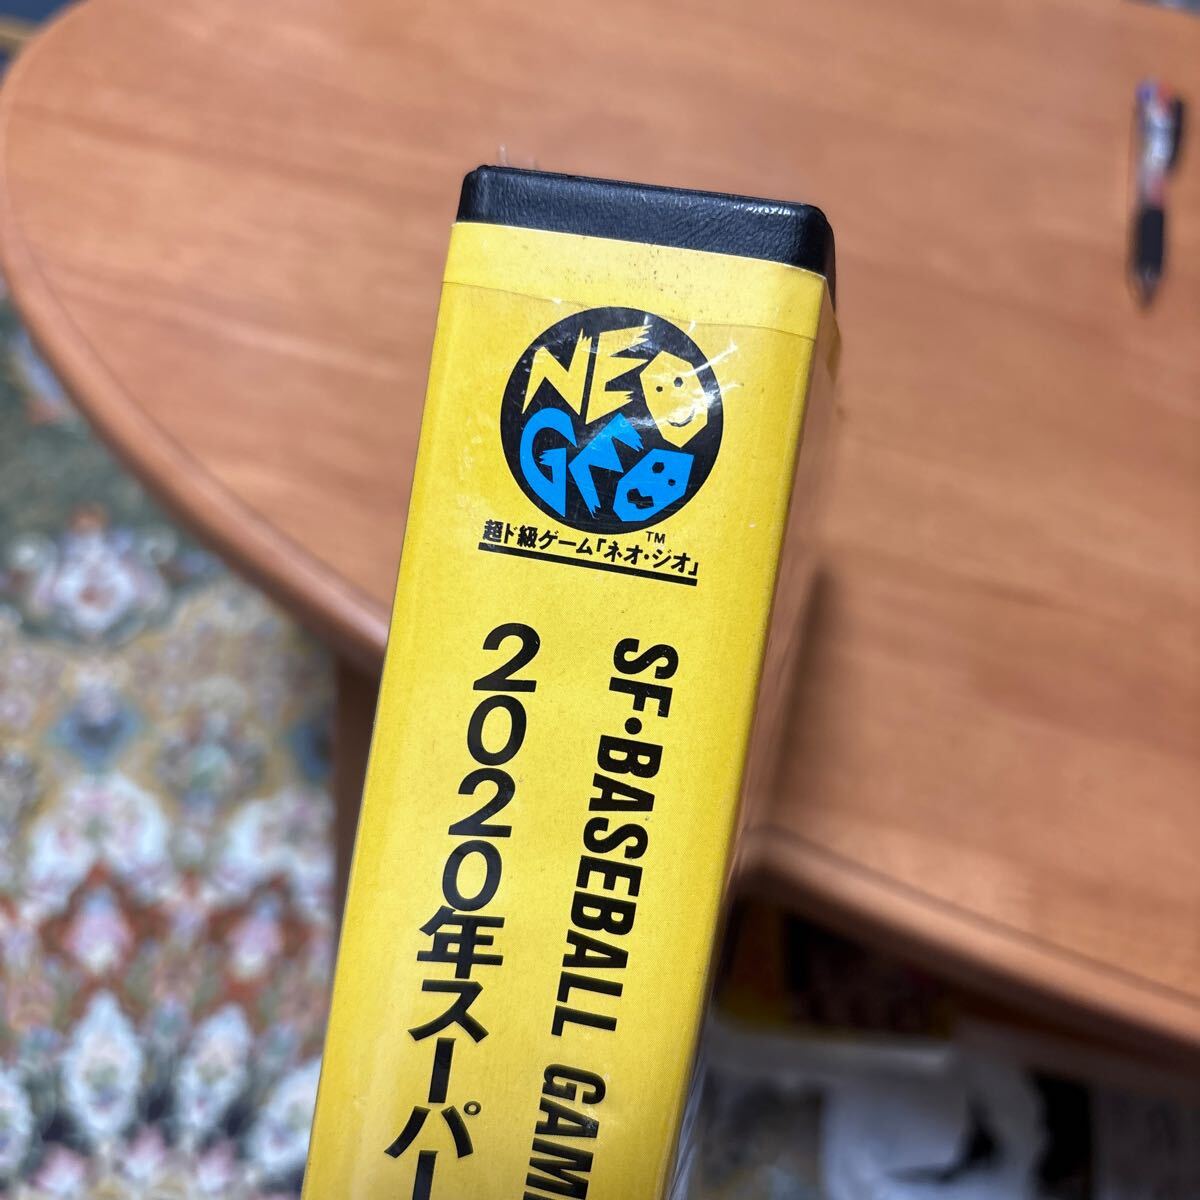 NEO
GEO
TM
超ド級ゲーム「ネオ・ジオ」
SF・BASEBALL GAM
2020年スーパー